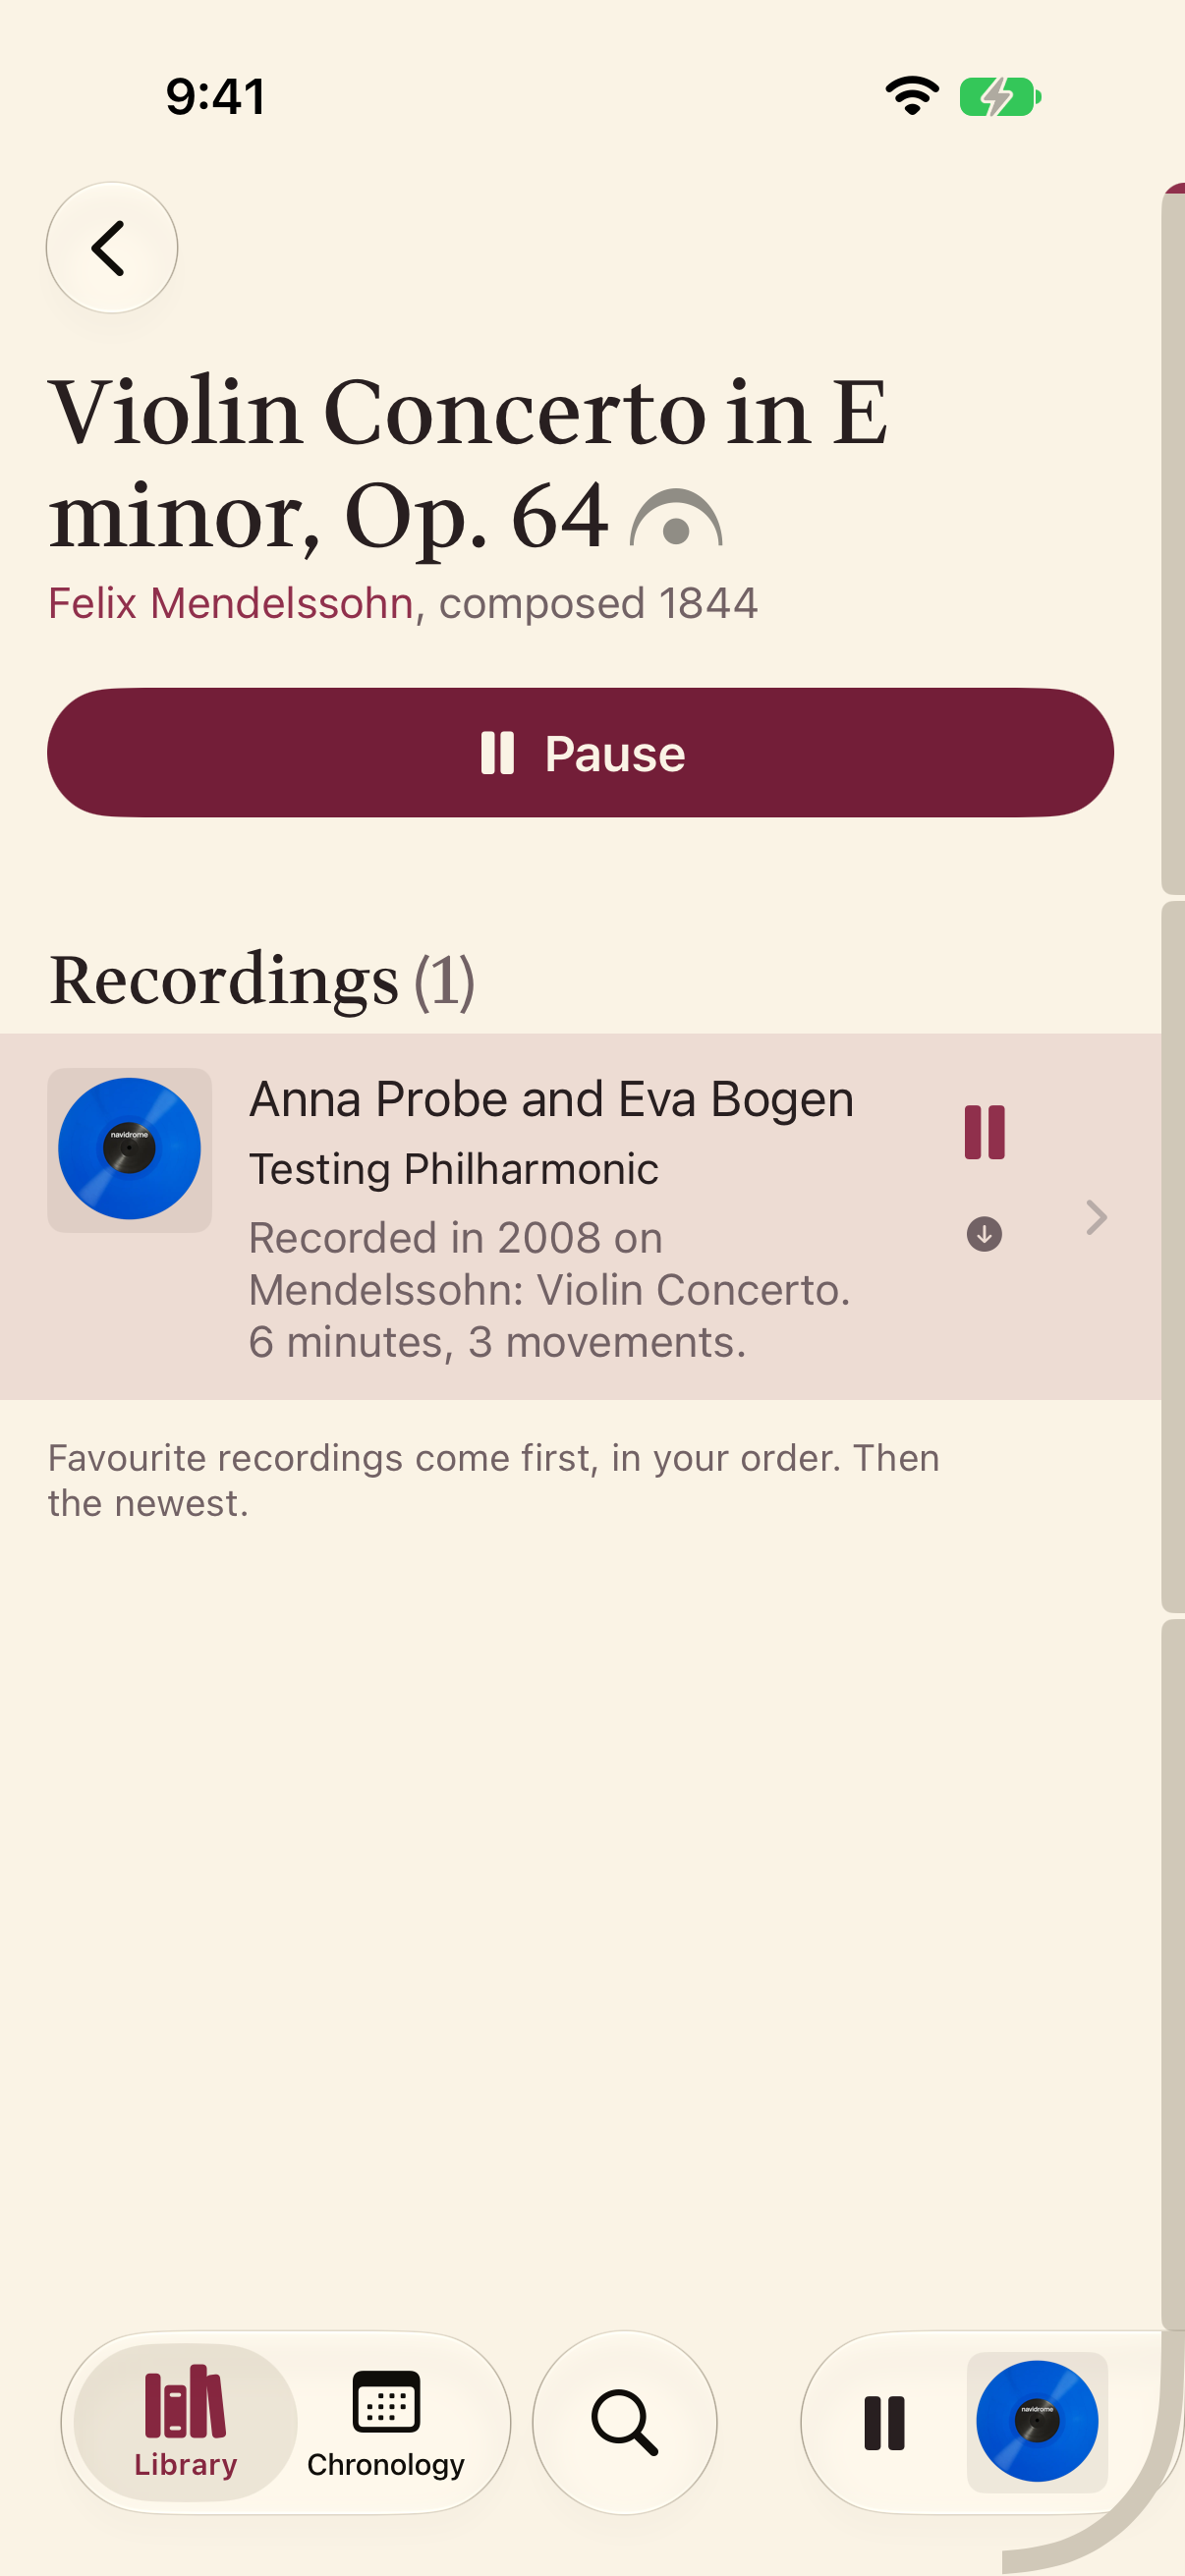 9:41
Violin Concerto in E
minor, Op. 64
Felix Mendelssohn, composed 1844
Pause
Recordings (1)
navidrome
Anna Probe and Eva Bogen
Testing Philharmonic
Recorded in 2008 on
Mendelssohn: Violin Concerto.
6 minutes, 3 movements.
Favourite recordings come first, in your order. Then
the newest.
Library
Chronology
navidrome